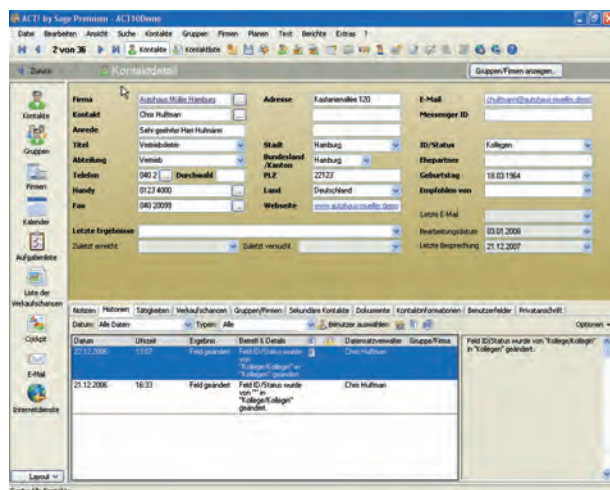 ACT! by Sage Premium - ACT10Demo
Datei Bearbeiten Ansicht Suche Kontakte Gruppen Firmen Planen Text Berichte Extras ?
2 von 36 Kontakte Kontaktliste
Zurück Kontaktdetail Gruppen/Firmen anzeigen...
Kontakte
Gruppen
Firmen
Kalender
Aufgabenliste
Liste der
Verkaufschancen
Cockpit
E-Mail
Internetdienste
Layout
Firma Autohaus Müller Hamburg Adresse Kastanienallee 120 E-Mail chuffmann@autohaus-mueller.demo
Kontakt Chris Huffman Messenger ID
Anrede Sehr geehrter Herr Hufmann
Titel Vertriebsleiter Stadt Hamburg ID/Status Kollegen
Abteilung Vertrieb Bundesland Hamburg Ehepartner
/Kanton
Telefon 040 2 Durchwahl PLZ 22123 Geburtstag 18.03.1964
Handy 0123 4000 Land Deutschland Empfohlen von
Fax 040 20099 Webseite www.autohaus-mueller.demo
Letzte E-Mail
Letzte Ergebnisse Bearbeitungsdatum 03.01.2008
Zuletzt erreicht Zuletzt versucht Letzte Besprechung 21.12.2007
Notizen Historien Tätigkeiten Verkaufschancen Gruppen/Firmen Sekundäre Kontakte Dokumente Kontaktinformationen Benutzerfelder Privatanschrift
Datum: Alle Daten Typen: Alle Benutzer auswählen Optionen
Datum Uhrzeit Ergebnis Betreff & Details Datensatzverwalter Gruppe/Firma
22.12.2006 13:07 Feld geändert Feld ID/Status wurde Chris Huffman
von
"Kollege/Kollegin" in
"Kollegen" geändert.
21.12.2006 16:33 Feld geändert Feld ID/Status wurde Chris Huffman
von "" in
"Kollege/Kollegin"
geändert.
Feld ID/Status wurde von "Kollege/Kollegin"
in "Kollegen" geändert.